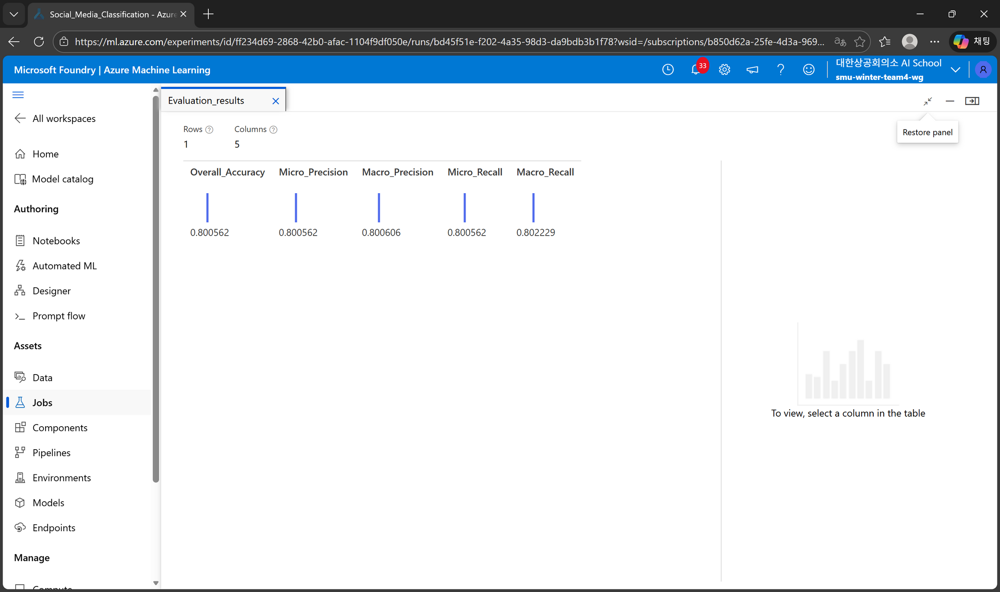 Social_Media_Classification - Azure
https://ml.azure.com/experiments/id/ff234d69-2868-42b0-afac-1104f9df050e/runs/bd45f51e-f202-4a35-98d3-da9bdb3b1f78?wsid=/subscriptions/b850d62a-25fe-4d3a-969...
채팅
Microsoft Foundry | Azure Machine Learning
33
대한상공회의소 AI School
smu-winter-team4-wg
All workspaces
Home
Model catalog
Authoring
Notebooks
Automated ML
Designer
Prompt flow
Assets
Data
Jobs
Components
Pipelines
Environments
Models
Endpoints
Manage
Compute
Evaluation_results
Restore panel
Rows Columns
1 5
Overall_Accuracy Micro_Precision Macro_Precision Micro_Recall Macro_Recall
0.800562 0.800562 0.800606 0.800562 0.802229
To view, select a column in the table